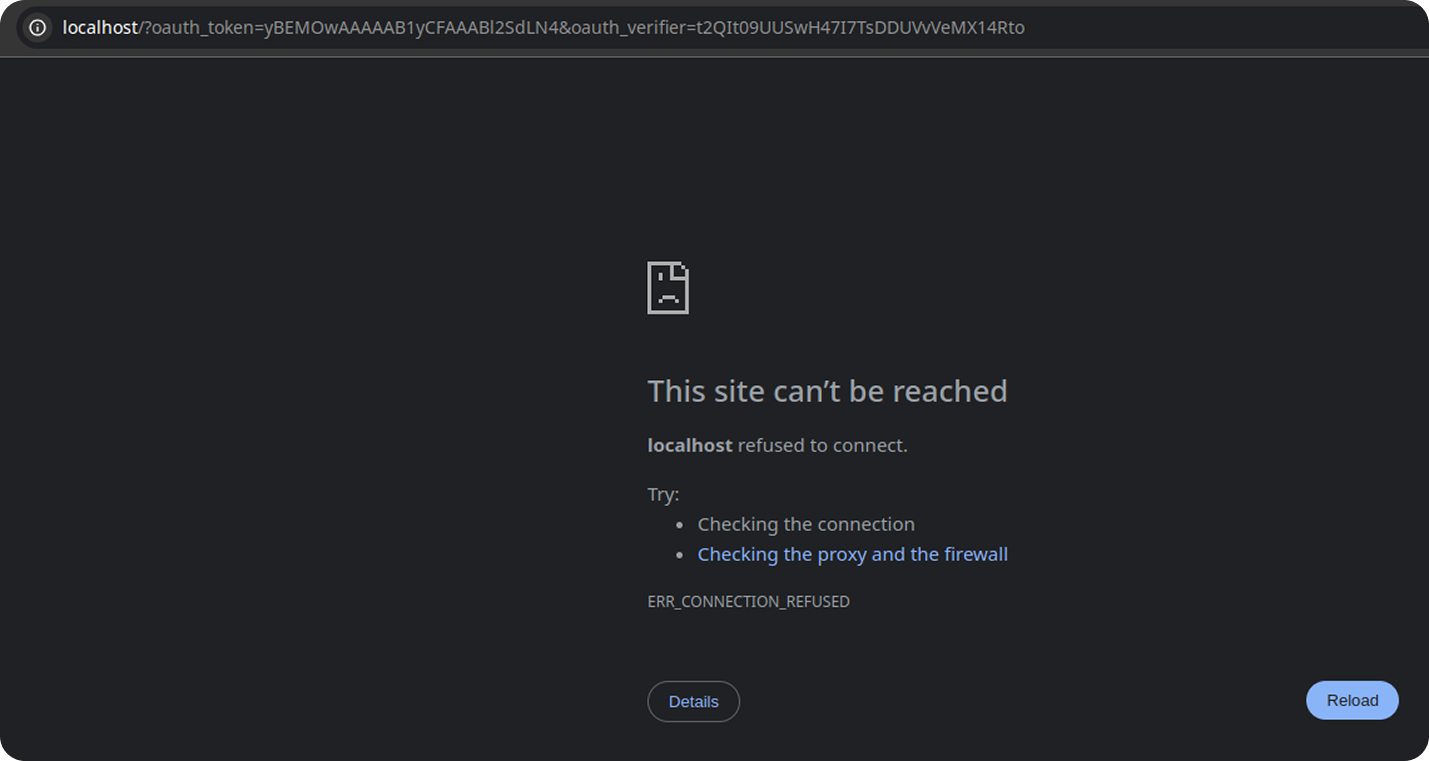 localhost/?oauth_token=yBEMOwAAAAAB1yCFAAABl2SdLN4&oauth_verifier=t2QIt09UUSwH47I7TsDDUVvVeMX14Rto
This site can’t be reached
localhost refused to connect.
Try:
• Checking the connection
• Checking the proxy and the firewall
ERR_CONNECTION_REFUSED
Details
Reload